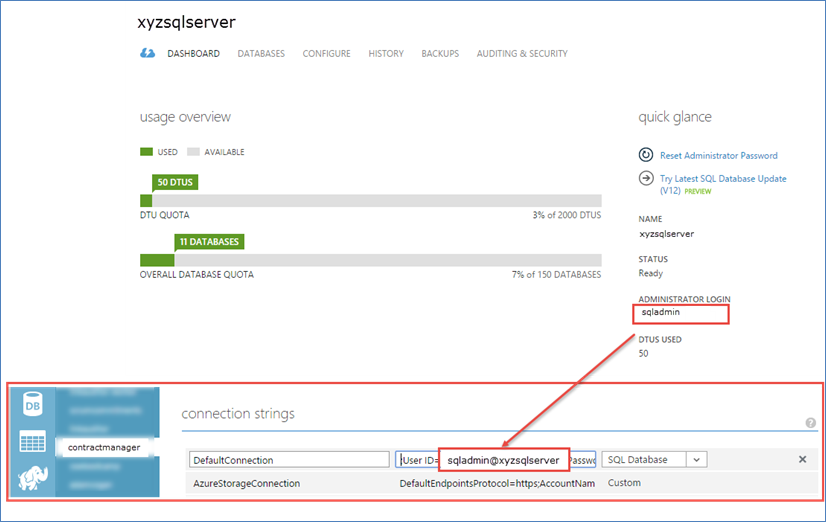 xyzsqlserver
DASHBOARD DATABASES CONFIGURE HISTORY BACKUPS AUDITING & SECURITY
usage overview
USED AVAILABLE
50 DTUS
DTU QUOTA 3% of 2000 DTUS
11 DATABASES
OVERALL DATABASE QUOTA 7% of 150 DATABASES
quick glance
Reset Administrator Password
Try Latest SQL Database Update
(V12) PREVIEW
NAME
xyzsqlserver
STATUS
Ready
ADMINISTRATOR LOGIN
sqladmin
DTUS USED
50
DB
contractmanager
connection strings
?
DefaultConnection User ID= sqladmin@xyzsqlserver Passwo SQL Database
AzureStorageConnection DefaultEndpointsProtocol=https;AccountNam Custom